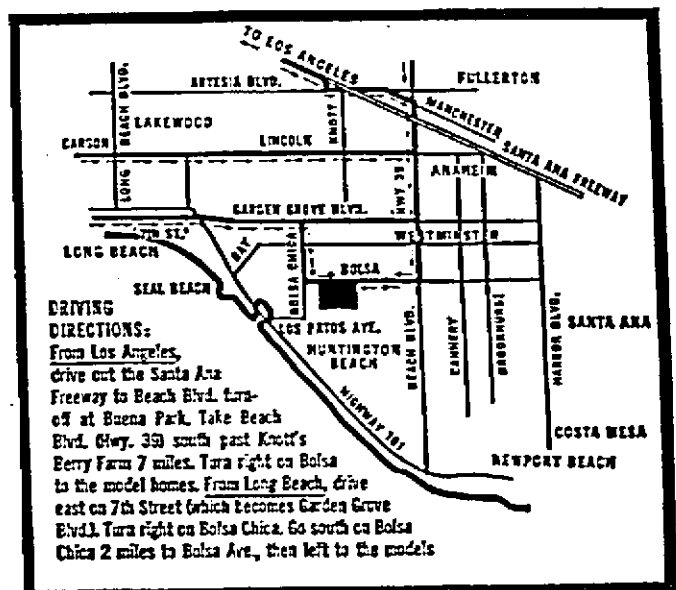 TO LOS ANGELES
ARTESIA BLVD.
FULLERTON
LONG BEACH BLVD.
LAKEWOOD
KNOTT
MANCHESTER
SANTA ANA FREEWAY
CARSON
LINCOLN
ANAHEIM
HWY 39
GARDEN GROVE BLVD.
7TH ST.
WESTMINSTER
LONG BEACH
BAY
BOLSA CHICA
BOLSA
SEAL BEACH
LOS PATOS AVE.
HUNTINGTON
BEACH
BEACH BLVD.
CANNERY
BROOKHURST
HARBOR BLVD.
SANTA ANA
HIGHWAY 101
COSTA MESA
NEWPORT BEACH
DRIVING
DIRECTIONS:
From Los Angeles,
drive out the Santa Ana
Freeway to Beach Blvd. turn-
off at Buena Park. Take Beach
Blvd. (Hwy. 39) south past Knott's
Berry Farm 7 miles. Turn right on Bolsa
to the model homes. From Long Beach, drive
east on 7th Street (which becomes Garden Grove
Blvd.). Turn right on Bolsa Chica. Go south on Bolsa
Chica 2 miles to Bolsa Ave., then left to the models